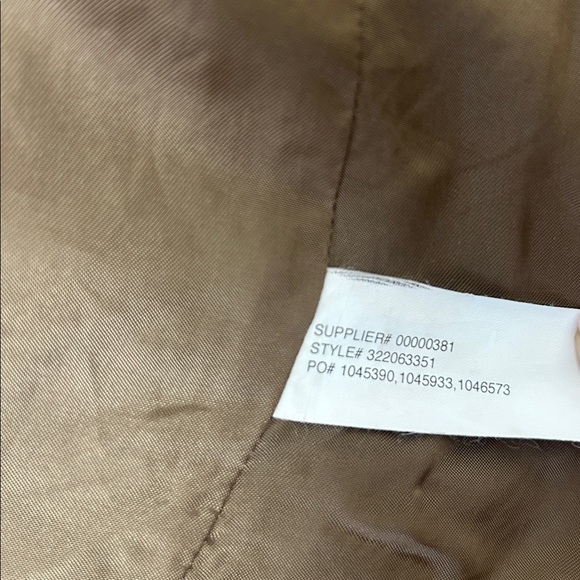 SUPPLIER# 00000381
STYLE# 322063351
PO# 1045390,1045933,1046573